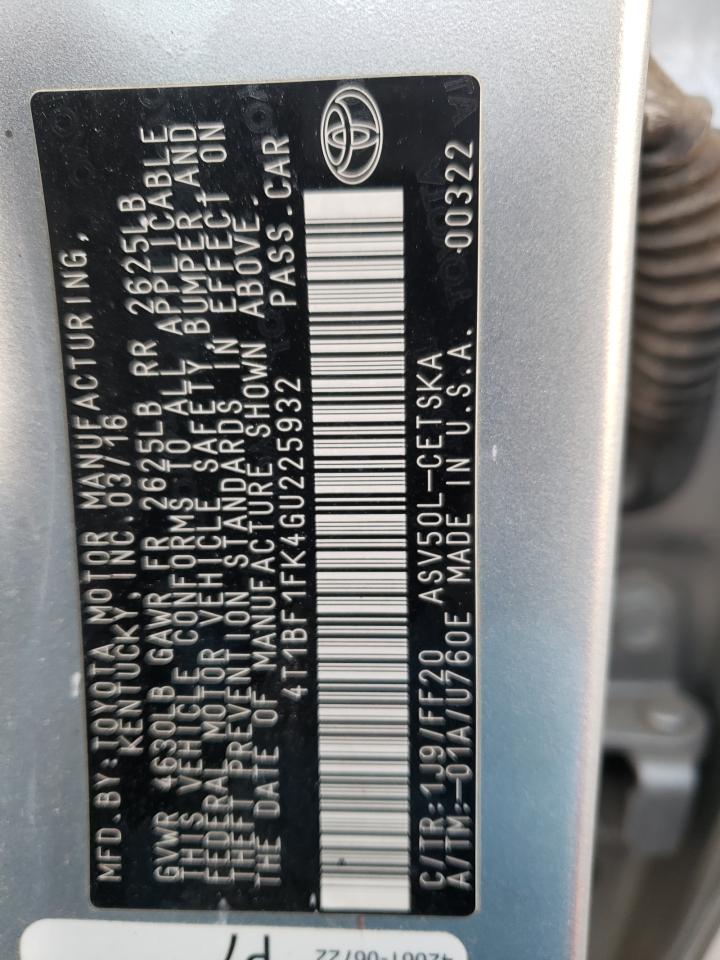 MFD.BY:TOYOTA MOTOR MANUFACTURING,
KENTUCKY, INC.03/16
GVWR 4630LB GAWR FR 2625LB RR 2625LB
THIS VEHICLE CONFORMS TO ALL APPLICABLE
FEDERAL MOTOR VEHICLE SAFETY, BUMPER, AND
THEFT PREVENTION STANDARDS IN EFFECT ON
THE DATE OF MANUFACTURE SHOWN ABOVE.
4T1BF1FK4GU225932 PASS.CAR
C/TR:1J9/FF20 ASV50L-CETSKA
A/TM:-01A/U760E MADE IN U.S.A. 00322